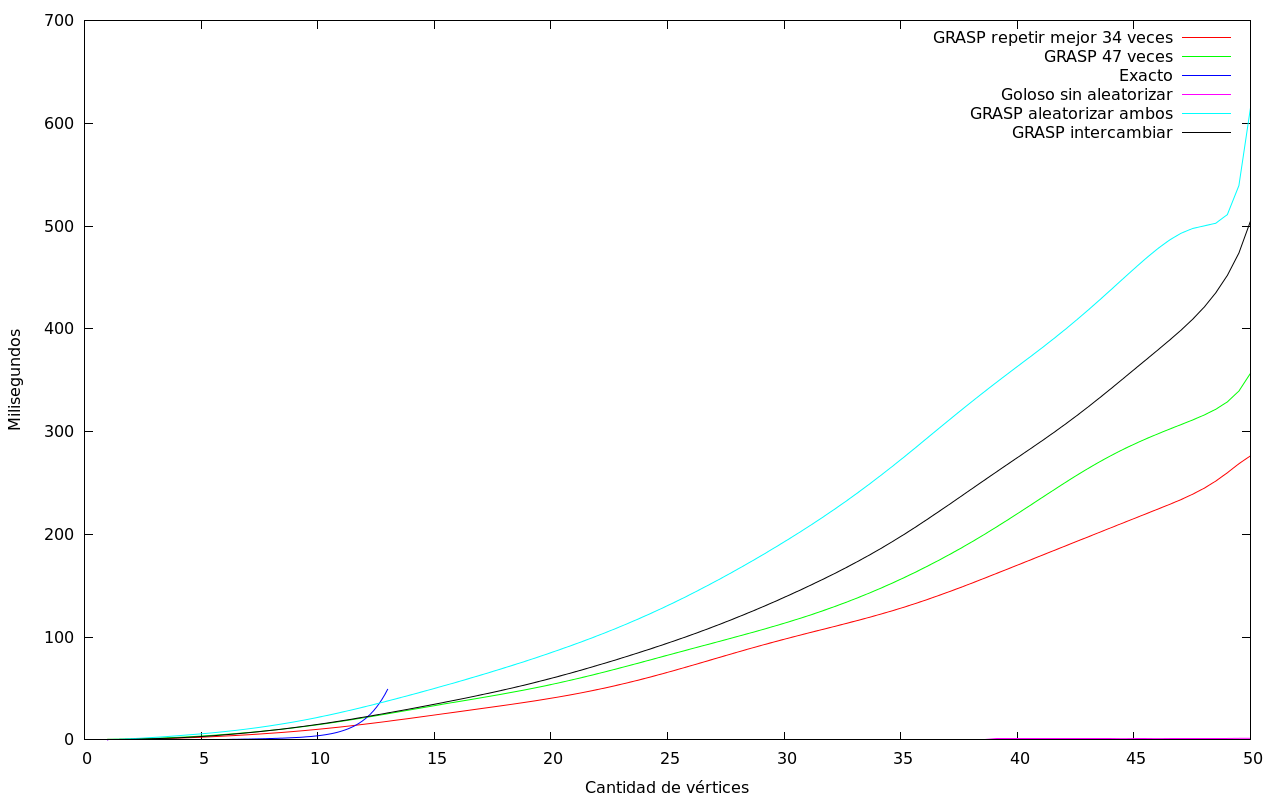 700
600
500
400
300
200
100
0
Milisegundos
GRASP repetir mejor 34 veces
GRASP 47 veces
Exacto
Goloso sin aleatorizar
GRASP aleatorizar ambos
GRASP intercambiar
0 5 10 15 20 25 30 35 40 45 50
Cantidad de vértices